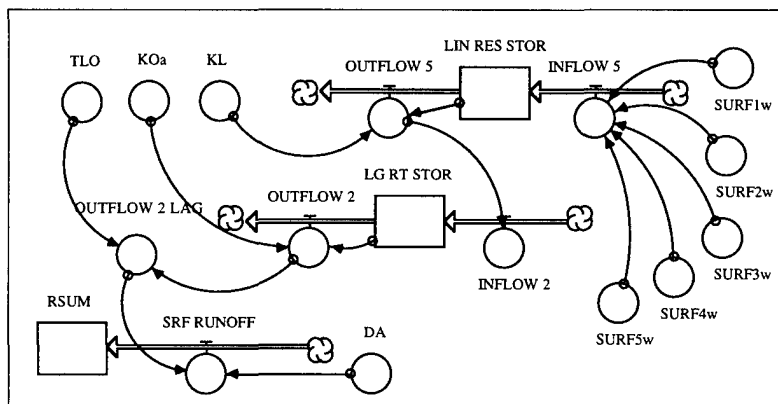 LIN RES STOR
TLO
KOa
KL
OUTFLOW 5
INFLOW 5
SURF1w
SURF2w
LG RT STOR
OUTFLOW 2
OUTFLOW 2 LAG
SURF3w
INFLOW 2
RSUM
SRF RUNOFF
DA
SURF4w
SURF5w